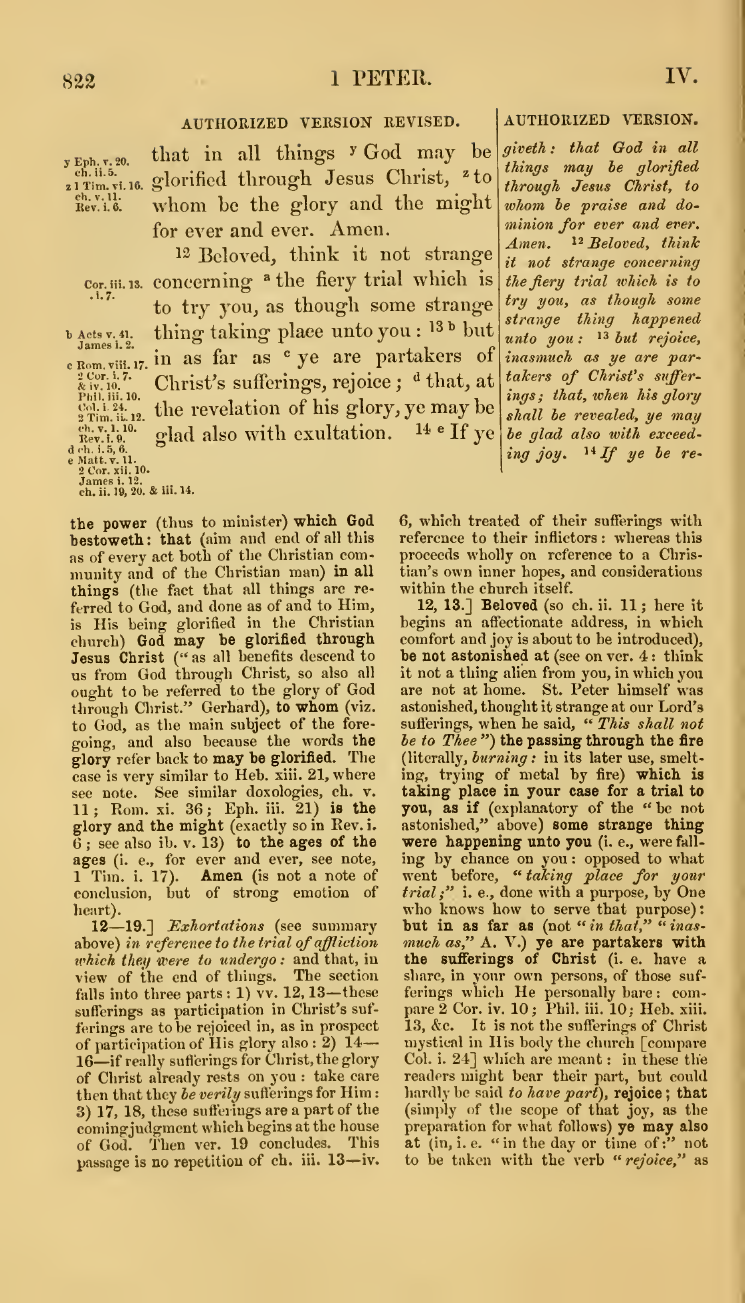 822
1 PETER.
IV.
AUTHORIZED VERSION REVISED.
y Eph. v. 20.
ch. ii. 5.
z 1 Tim. vi. 16.
ch. v. 11.
Rev. i. 6.
that in all things y God may be
glorified through Jesus Christ, z to
whom be the glory and the might
for ever and ever. Amen.
12 Beloved, think it not strange
Cor. iii. 13.
. i. 7.
concerning a the fiery trial which is
to try you, as though some strange
b Acts v. 41.
James i. 2.
thing taking place unto you : 13 b but
c Rom. viii. 17.
2 Cor. i. 7.
& iv. 10.
Phil. iii. 10.
Col. i. 24.
2 Tim. ii. 12.
ch. v. 1. 10.
Rev. i. 9.
d ch. i. 5, 6.
e Matt. v. 11.
2 Cor. xii. 10.
James i. 12.
ch. ii. 19, 20. & iii. 14.
in as far as c ye are partakers of
Christ's sufferings, rejoice ; d that, at
the revelation of his glory, ye may be
glad also with exultation. 14 e If ye
AUTHORIZED VERSION.
giveth : that God in all
things may be glorified
through Jesus Christ, to
whom be praise and do-
minion for ever and ever.
Amen. 12 Beloved, think
it not strange concerning
the fiery trial which is to
try you, as though some
strange thing happened
unto you : 13 but rejoice,
inasmuch as ye are par-
takers of Christ's suffer-
ings ; that, when his glory
shall be revealed, ye may
be glad also with exceed-
ing joy. 14 If ye be re-
the power (thus to minister) which God
bestoweth : that (aim and end of all this
as of every act both of the Christian com-
munity and of the Christian man) in all
things (the fact that all things are re-
ferred to God, and done as of and to Him,
is His being glorified in the Christian
church) God may be glorified through
Jesus Christ (“ as all benefits descend to
us from God through Christ, so also all
ought to be referred to the glory of God
through Christ.” Gerhard), to whom (viz.
to God, as the main subject of the fore-
going, and also because the words the
glory refer back to may be glorified. The
case is very similar to Heb. xiii. 21, where
see note. See similar doxologies, ch. v.
11 ; Rom. xi. 36 ; Eph. iii. 21) is the
glory and the might (exactly so in Rev. i.
6 ; see also ib. v. 13) to the ages of the
ages (i. e., for ever and ever, see note,
1 Tim. i. 17). Amen (is not a note of
conclusion, but of strong emotion of
heart).
12—19.] Exhortations (see summary
above) in reference to the trial of affliction
which they were to undergo : and that, in
view of the end of things. The section
falls into three parts : 1) vv. 12, 13—these
sufferings as participation in Christ's suf-
ferings are to be rejoiced in, as in prospect
of participation of His glory also : 2) 14—
16—if really sufferings for Christ, the glory
of Christ already rests on you : take care
then that they be verily sufferings for Him :
3) 17, 18, these sufferings are a part of the
coming judgment which begins at the house
of God. Then ver. 19 concludes. This
passage is no repetition of ch. iii. 13—iv.
6, which treated of their sufferings with
reference to their inflictors : whereas this
proceeds wholly on reference to a Chris-
tian's own inner hopes, and considerations
within the church itself.
12, 13.] Beloved (so ch. ii. 11 ; here it
begins an affectionate address, in which
comfort and joy is about to be introduced),
be not astonished at (see on ver. 4 : think
it not a thing alien from you, in which you
are not at home. St. Peter himself was
astonished, thought it strange at our Lord's
sufferings, when he said, “ This shall not
be to Thee ”) the passing through the fire
(literally, burning : in its later use, smelt-
ing, trying of metal by fire) which is
taking place in your case for a trial to
you, as if (explanatory of the “ be not
astonished,” above) some strange thing
were happening unto you (i. e., were fall-
ing by chance on you : opposed to what
went before, “ taking place for your
trial ;” i. e., done with a purpose, by One
who knows how to serve that purpose) :
but in as far as (not “ in that,” “ inas-
much as,” A. V.) ye are partakers with
the sufferings of Christ (i. e. have a
share, in your own persons, of those suf-
ferings which He personally bare : com-
pare 2 Cor. iv. 10 ; Phil. iii. 10 ; Heb. xiii.
13, &c. It is not the sufferings of Christ
mystical in His body the church [compare
Col. i. 24] which are meant : in these the
readers might bear their part, but could
hardly be said to have part), rejoice ; that
(simply of the scope of that joy, as the
preparation for what follows) ye may also
at (in, i. e. “ in the day or time of :” not
to be taken with the verb “ rejoice,” as